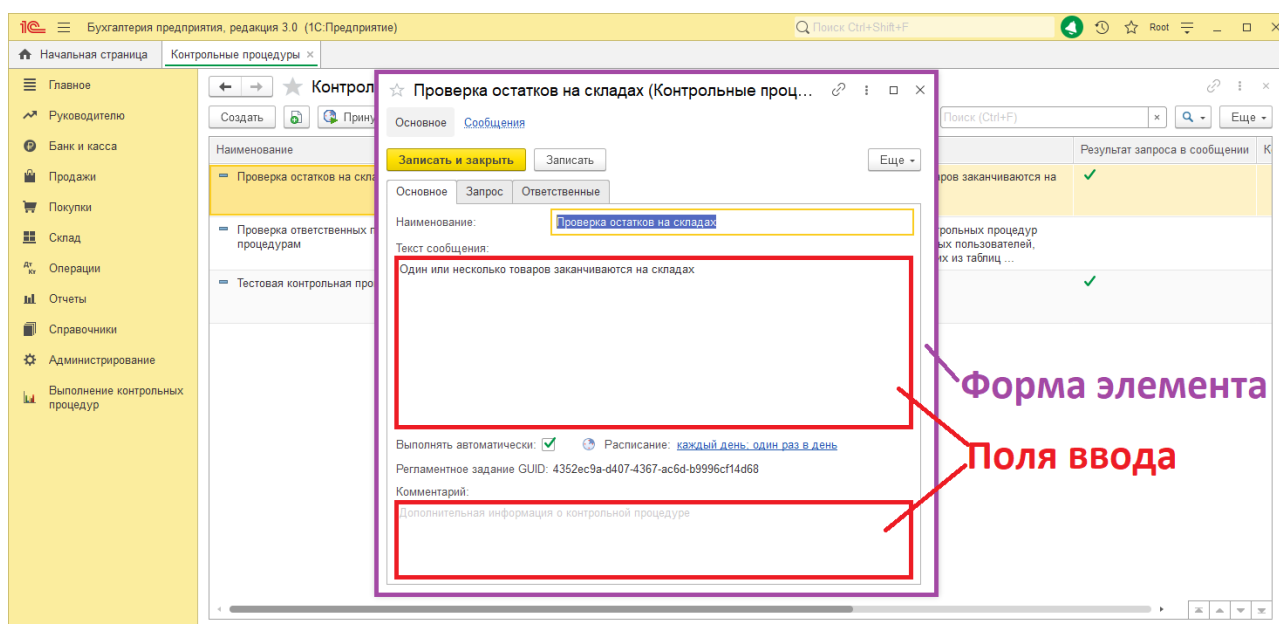 1С Бухгалтерия предприятия, редакция 3.0 (1С:Предприятие) Поиск Ctrl+Shift+F Root
Начальная страница Контрольные процедуры ×
Главное
Руководителю
Банк и касса
Продажи
Покупки
Склад
Операции
Отчеты
Справочники
Администрирование
Выполнение контрольных
процедур
Контрол
Создать Прину Поиск (Ctrl+F) × Еще
Наименование Результат запроса в сообщении К
Проверка остатков на скла
ров заканчиваются на
Проверка ответственных п
процедурам
рольных процедур
ых пользователей,
их из таблиц ...
Тестовая контрольная про
Проверка остатков на складах (Контрольные проц...
Основное Сообщения
Записать и закрыть Записать Еще
Основное Запрос Ответственные
Наименование: Проверка остатков на складах
Текст сообщения:
Один или несколько товаров заканчиваются на складах
Выполнять автоматически: Расписание: каждый день; один раз в день
Регламентное задание GUID: 4352ec9a-d407-4367-ac6d-b9996cf14d68
Комментарий:
Дополнительная информация о контрольной процедуре
Форма элемента
Поля ввода